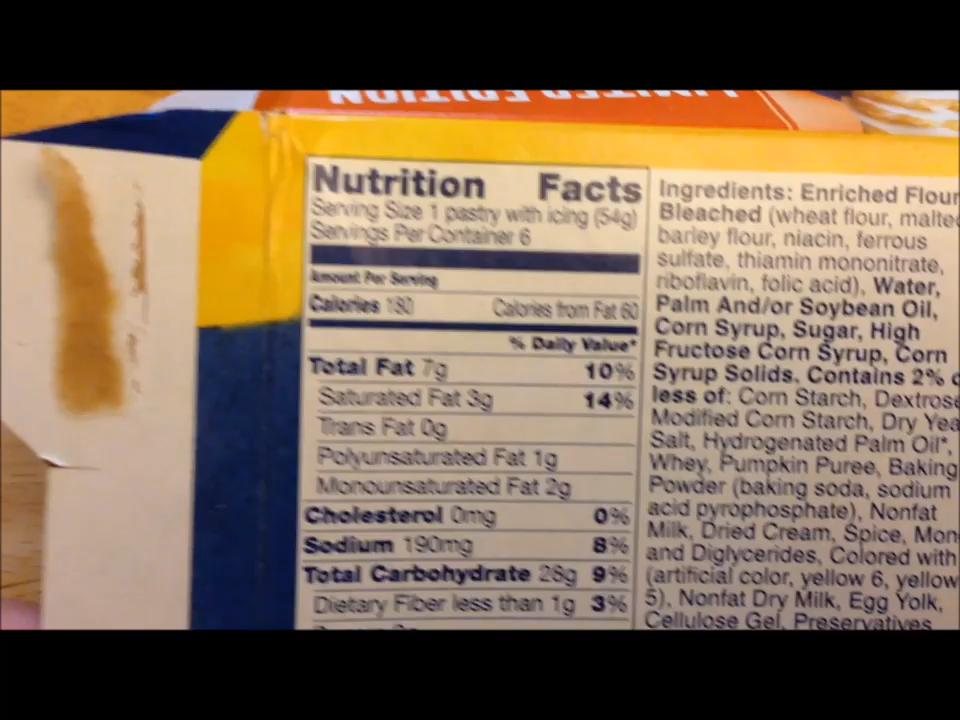 LIMITED EDITION
Nutrition Facts
Serving Size 1 pastry with icing (54g)
Servings Per Container 6
Amount Per Serving
Calories 180 Calories from Fat 60
% Daily Value*
Total Fat 7g 10%
Saturated Fat 3g 14%
Trans Fat 0g
Polyunsaturated Fat 1g
Monounsaturated Fat 2g
Cholesterol 0mg 0%
Sodium 190mg 8%
Total Carbohydrate 26g 9%
Dietary Fiber less than 1g 3%
Ingredients: Enriched Flour
Bleached (wheat flour, malte
barley flour, niacin, ferrous
sulfate, thiamin mononitrate,
riboflavin, folic acid), Water,
Palm And/or Soybean Oil,
Corn Syrup, Sugar, High
Fructose Corn Syrup, Corn
Syrup Solids. Contains 2% o
less of: Corn Starch, Dextrose
Modified Corn Starch, Dry Yea
Salt, Hydrogenated Palm Oil*,
Whey, Pumpkin Puree, Baking
Powder (baking soda, sodium
acid pyrophosphate), Nonfat
Milk, Dried Cream, Spice, Mon
and Diglycerides, Colored with
(artificial color, yellow 6, yellow
5), Nonfat Dry Milk, Egg Yolk,
Cellulose Gel, Preservatives